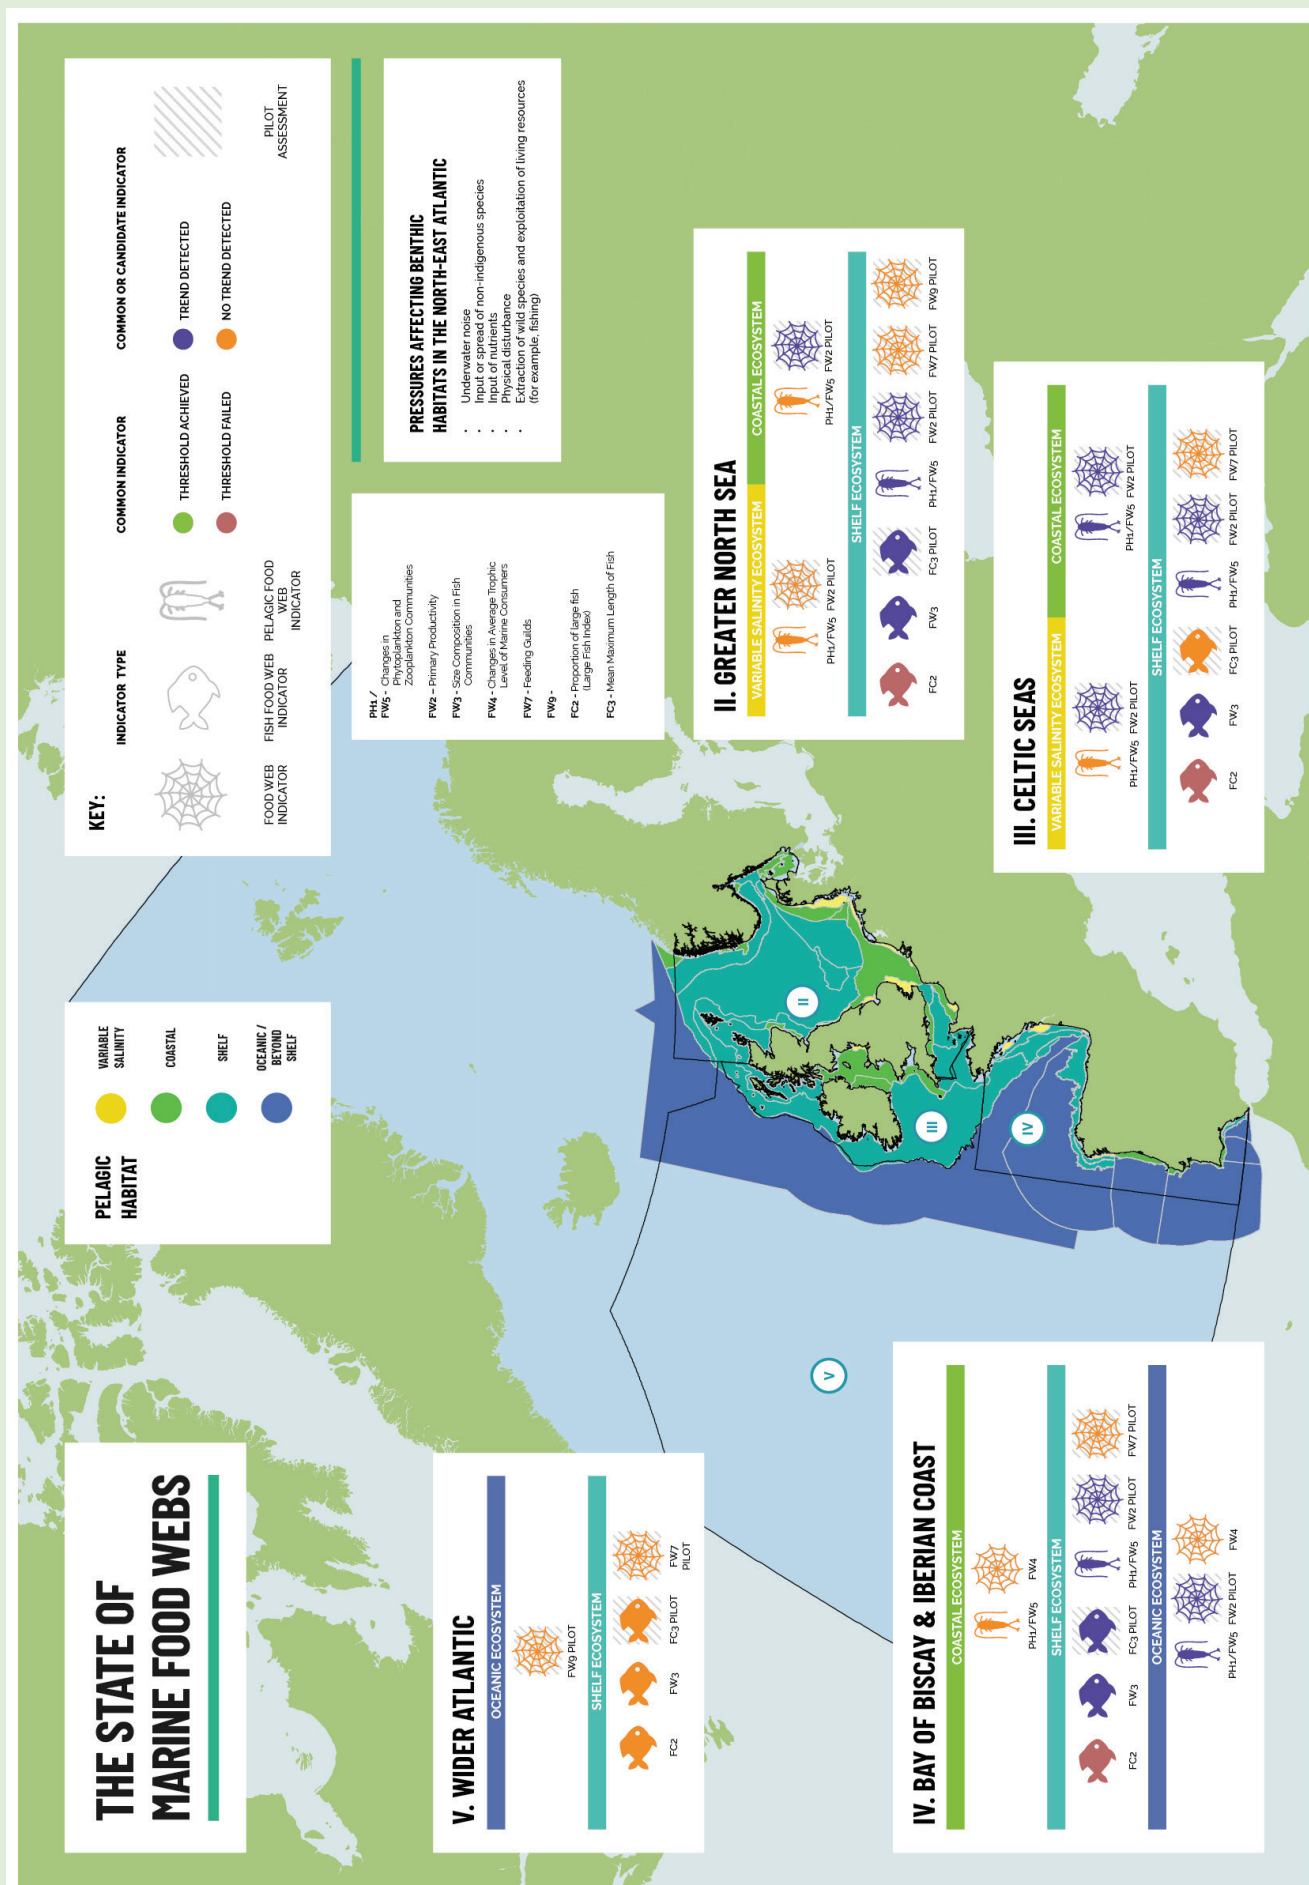 THE STATE OF
MARINE FOOD WEBS
PELAGIC
HABITAT
VARIABLE
SALINITY
COASTAL
SHELF
OCEANIC /
BEYOND
SHELF
KEY:
INDICATOR TYPE
COMMON INDICATOR
COMMON OR CANDIDATE INDICATOR
FOOD WEB
INDICATOR
FISH FOOD WEB
INDICATOR
PELAGIC FOOD
WEB
INDICATOR
THRESHOLD ACHIEVED
THRESHOLD FAILED
TREND DETECTED
NO TREND DETECTED
PILOT
ASSESSMENT
PH1 /
FW5 - Changes in
Phytoplankton and
Zooplankton Communities
FW2 – Primary Productivity
FW3 - Size Composition in Fish
Communities
FW4 - Changes in Average Trophic
Level of Marine Consumers
FW7 - Feeding Guilds
FW9 -
FC2 - Proportion of large fish
(Large Fish Index)
FC3 - Mean Maximum Length of Fish
PRESSURES AFFECTING BENTHIC
HABITATS IN THE NORTH-EAST ATLANTIC
· Underwater noise
· Input or spread of non-indigenous species
· Input of nutrients
· Physical disturbance
· Extraction of wild species and exploitation of living resources
(for example, fishing)
V. WIDER ATLANTIC
OCEANIC ECOSYSTEM
FW9 PILOT
SHELF ECOSYSTEM
FC2
FW3
FC3 PILOT
FW7
PILOT
V
II
III
IV
II. GREATER NORTH SEA
VARIABLE SALINITY ECOSYSTEM
COASTAL ECOSYSTEM
PH1/FW5
FW2 PILOT
PH1/FW5
FW2 PILOT
SHELF ECOSYSTEM
FC2
FW3
FC3 PILOT
PH1/FW5
FW2 PILOT
FW7 PILOT
FW9 PILOT
IV. BAY OF BISCAY & IBERIAN COAST
COASTAL ECOSYSTEM
PH1/FW5
FW4
SHELF ECOSYSTEM
FC2
FW3
FC3 PILOT
PH1/FW5
FW2 PILOT
FW7 PILOT
OCEANIC ECOSYSTEM
PH1/FW5
FW2 PILOT
FW4
III. CELTIC SEAS
VARIABLE SALINITY ECOSYSTEM
COASTAL ECOSYSTEM
PH1/FW5
FW2 PILOT
PH1/FW5
FW2 PILOT
SHELF ECOSYSTEM
FC2
FW3
FC3 PILOT
PH1/FW5
FW2 PILOT
FW7 PILOT